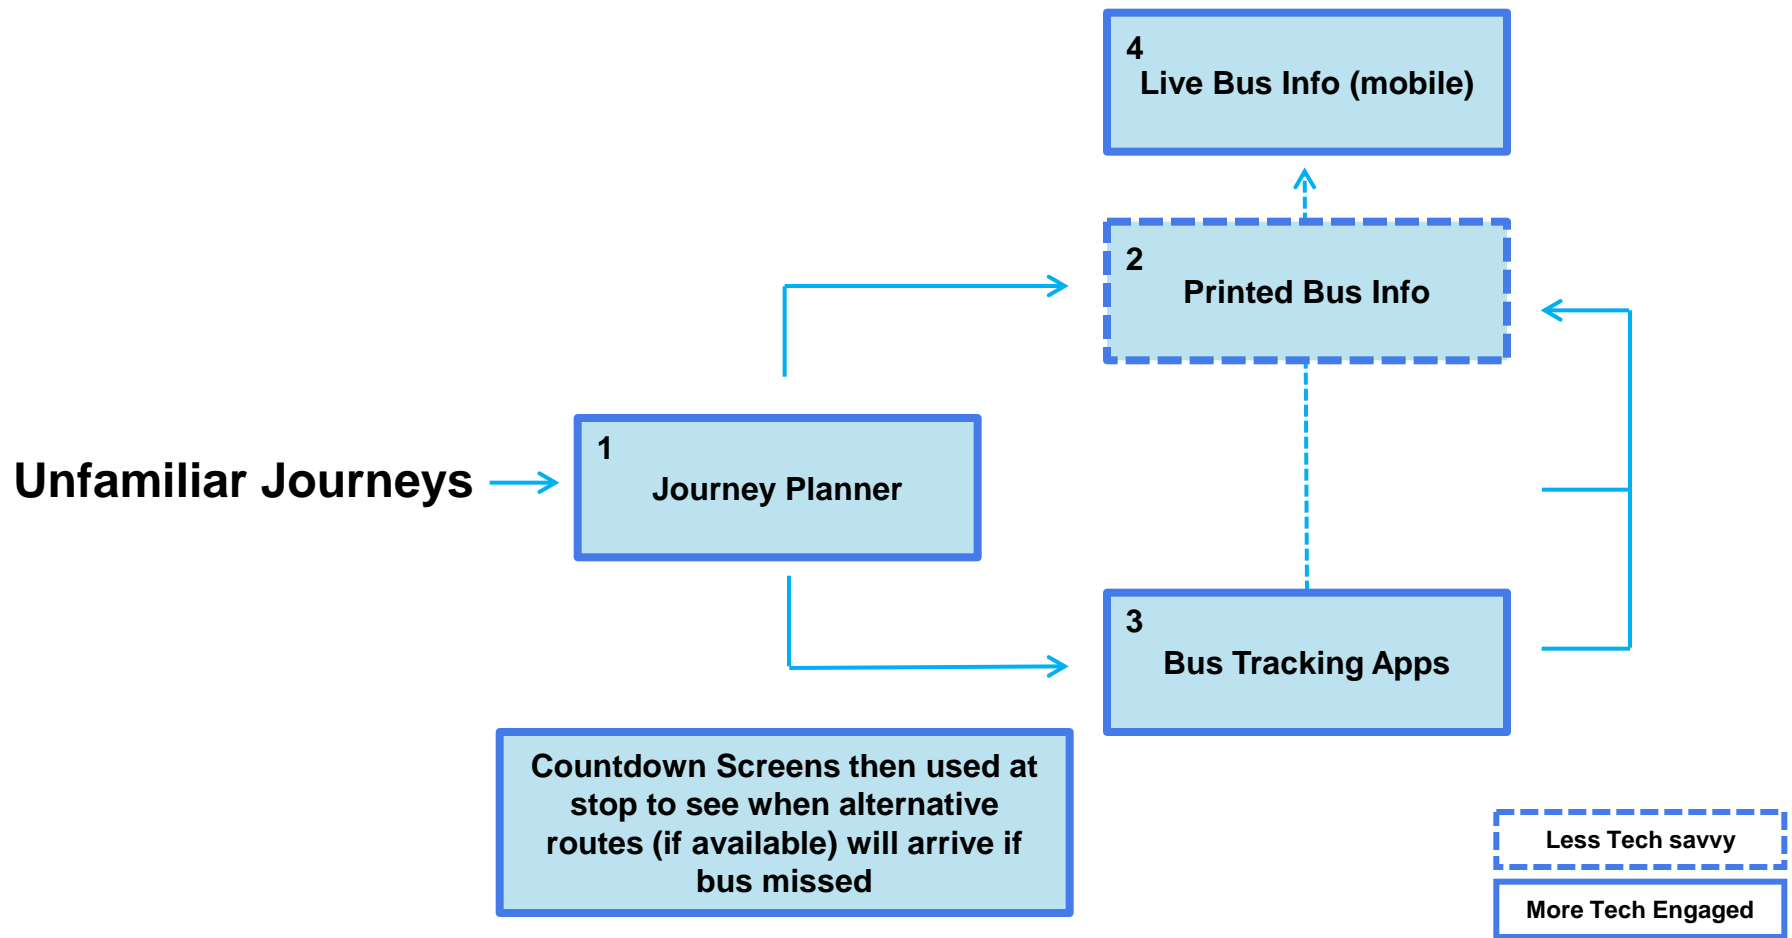 4
Live Bus Info (mobile)
2
Printed Bus Info
Unfamiliar Journeys
1
Journey Planner
3
Bus Tracking Apps
Countdown Screens then used at
stop to see when alternative
routes (if available) will arrive if
bus missed
Less Tech savvy
More Tech Engaged